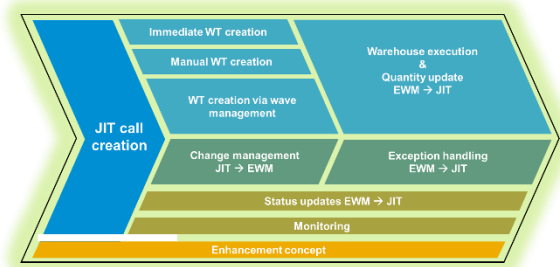 Immediate WT creation
Manual WT creation
WT creation via wave
management
Warehouse execution
&
Quantity update
EWM → JIT
JIT call
creation
Change management
JIT → EWM
Exception handling
EWM → JIT
Status updates EWM → JIT
Monitoring
Enhancement concept